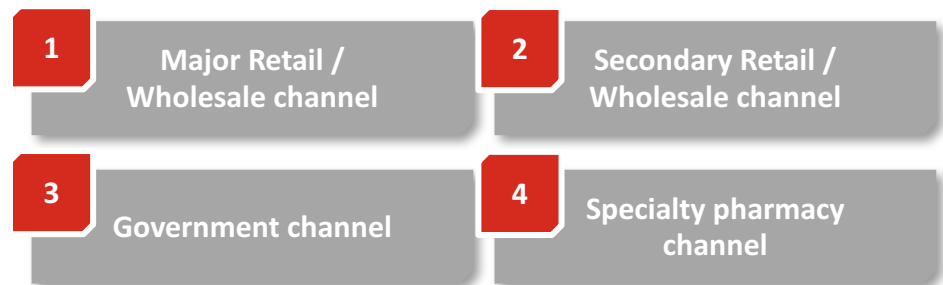 1
Major Retail /
Wholesale channel
2
Secondary Retail /
Wholesale channel
3
Government channel
4
Specialty pharmacy
channel